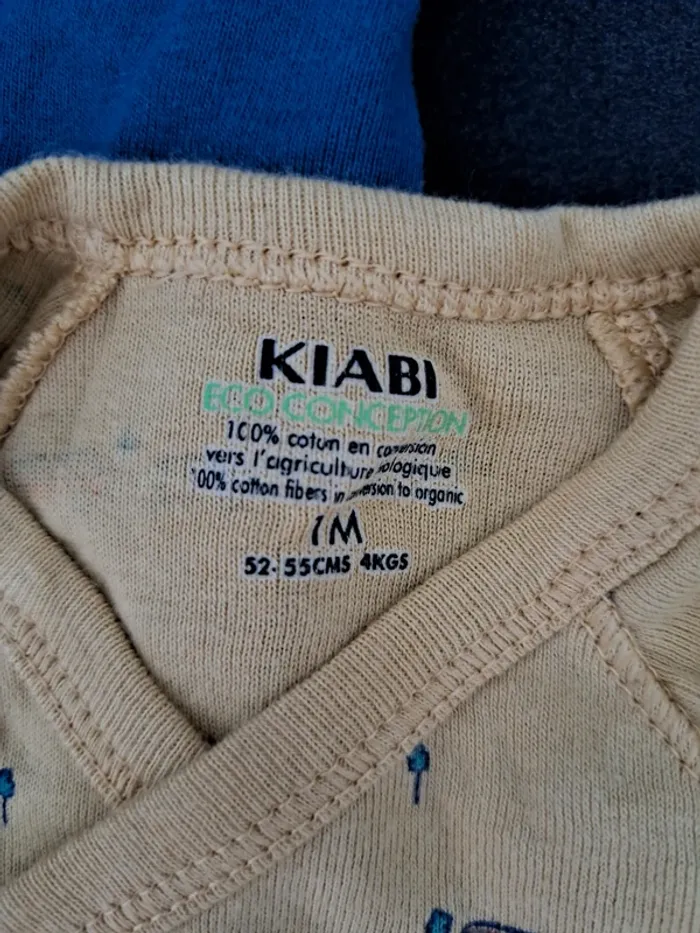 KIABI
ECO CONCEPTION
100% coton en conversion
vers l'agriculture
100% cotton fibers in conversion to organic
1M
52-55CMS 4KGS